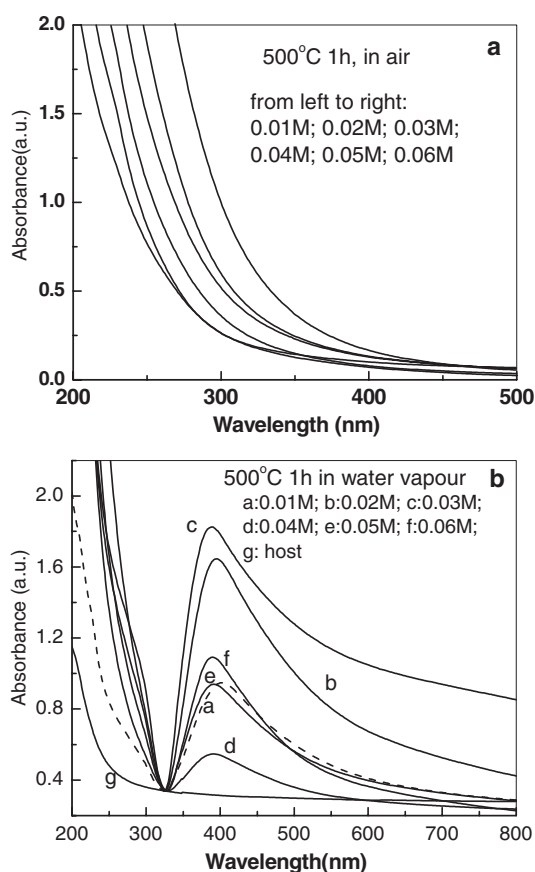 2.0
1.5
1.0
0.5
0.0
Absorbance(a.u.)
500°C 1h, in air
a
from left to right:
0.01M; 0.02M; 0.03M;
0.04M; 0.05M; 0.06M
200 300 400 500
Wavelength (nm)
2.0
1.6
1.2
0.8
0.4
Absorbance (a.u.)
500°C 1h in water vapour
b
a:0.01M; b:0.02M; c:0.03M;
d:0.04M; e:0.05M; f:0.06M;
g: host
c
f
e
b
a
d
g
200 300 400 500 600 700 800
Wavelength(nm)